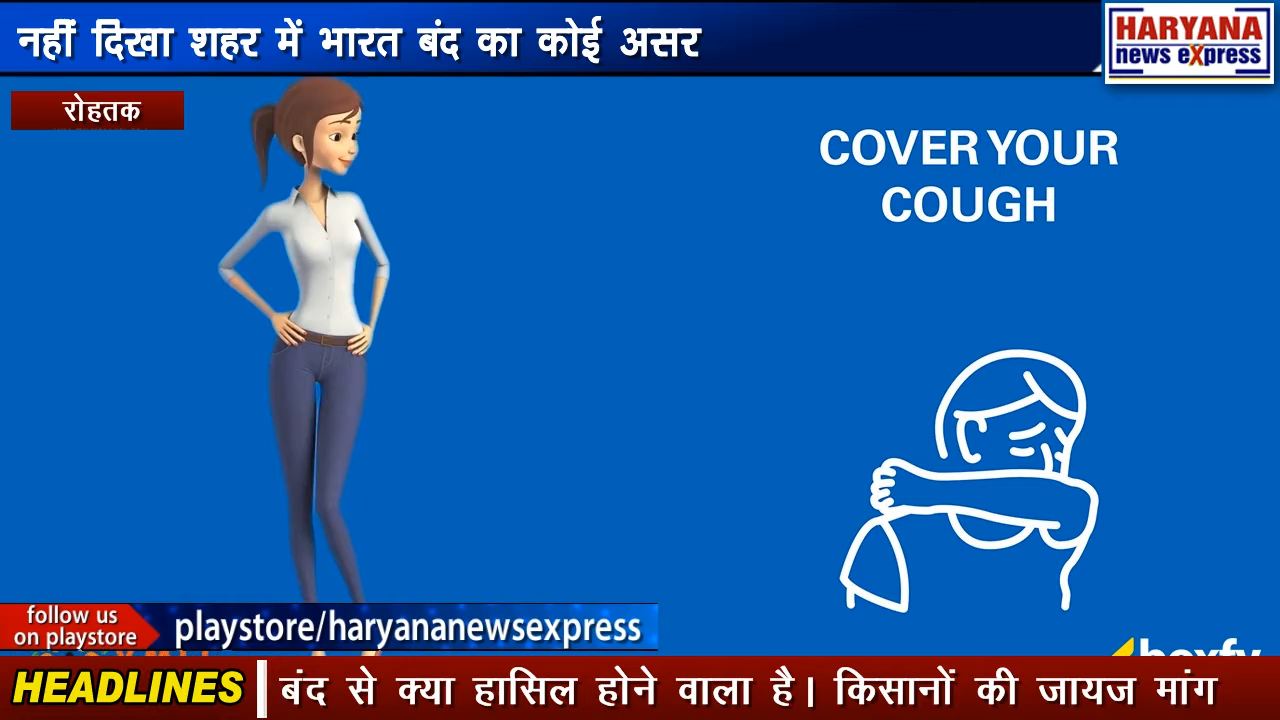 नहीं दिखा शहर में भारत बंद का कोई असर
HARYANA
news eXpress
रोहतक
COVER YOUR
COUGH
follow us
on playstore
playstore/haryananewsexpress
HEADLINES
बंद से क्या हासिल होने वाला है। किसानों की जायज मांग